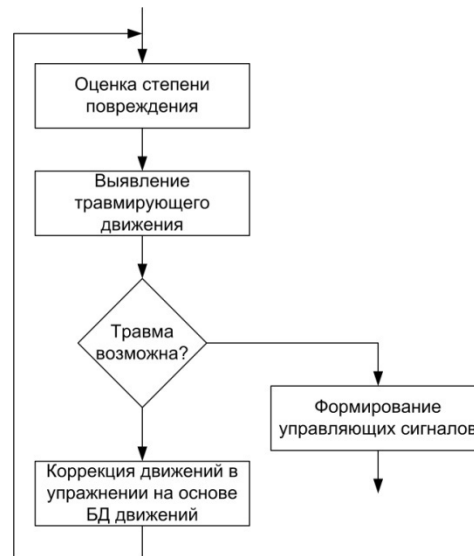 Оценка степени
повреждения
Выявление
травмирующего
движения
Травма
возможна?
Формирование
управляющих сигналов
Коррекция движений в
упражнении на основе
БД движений